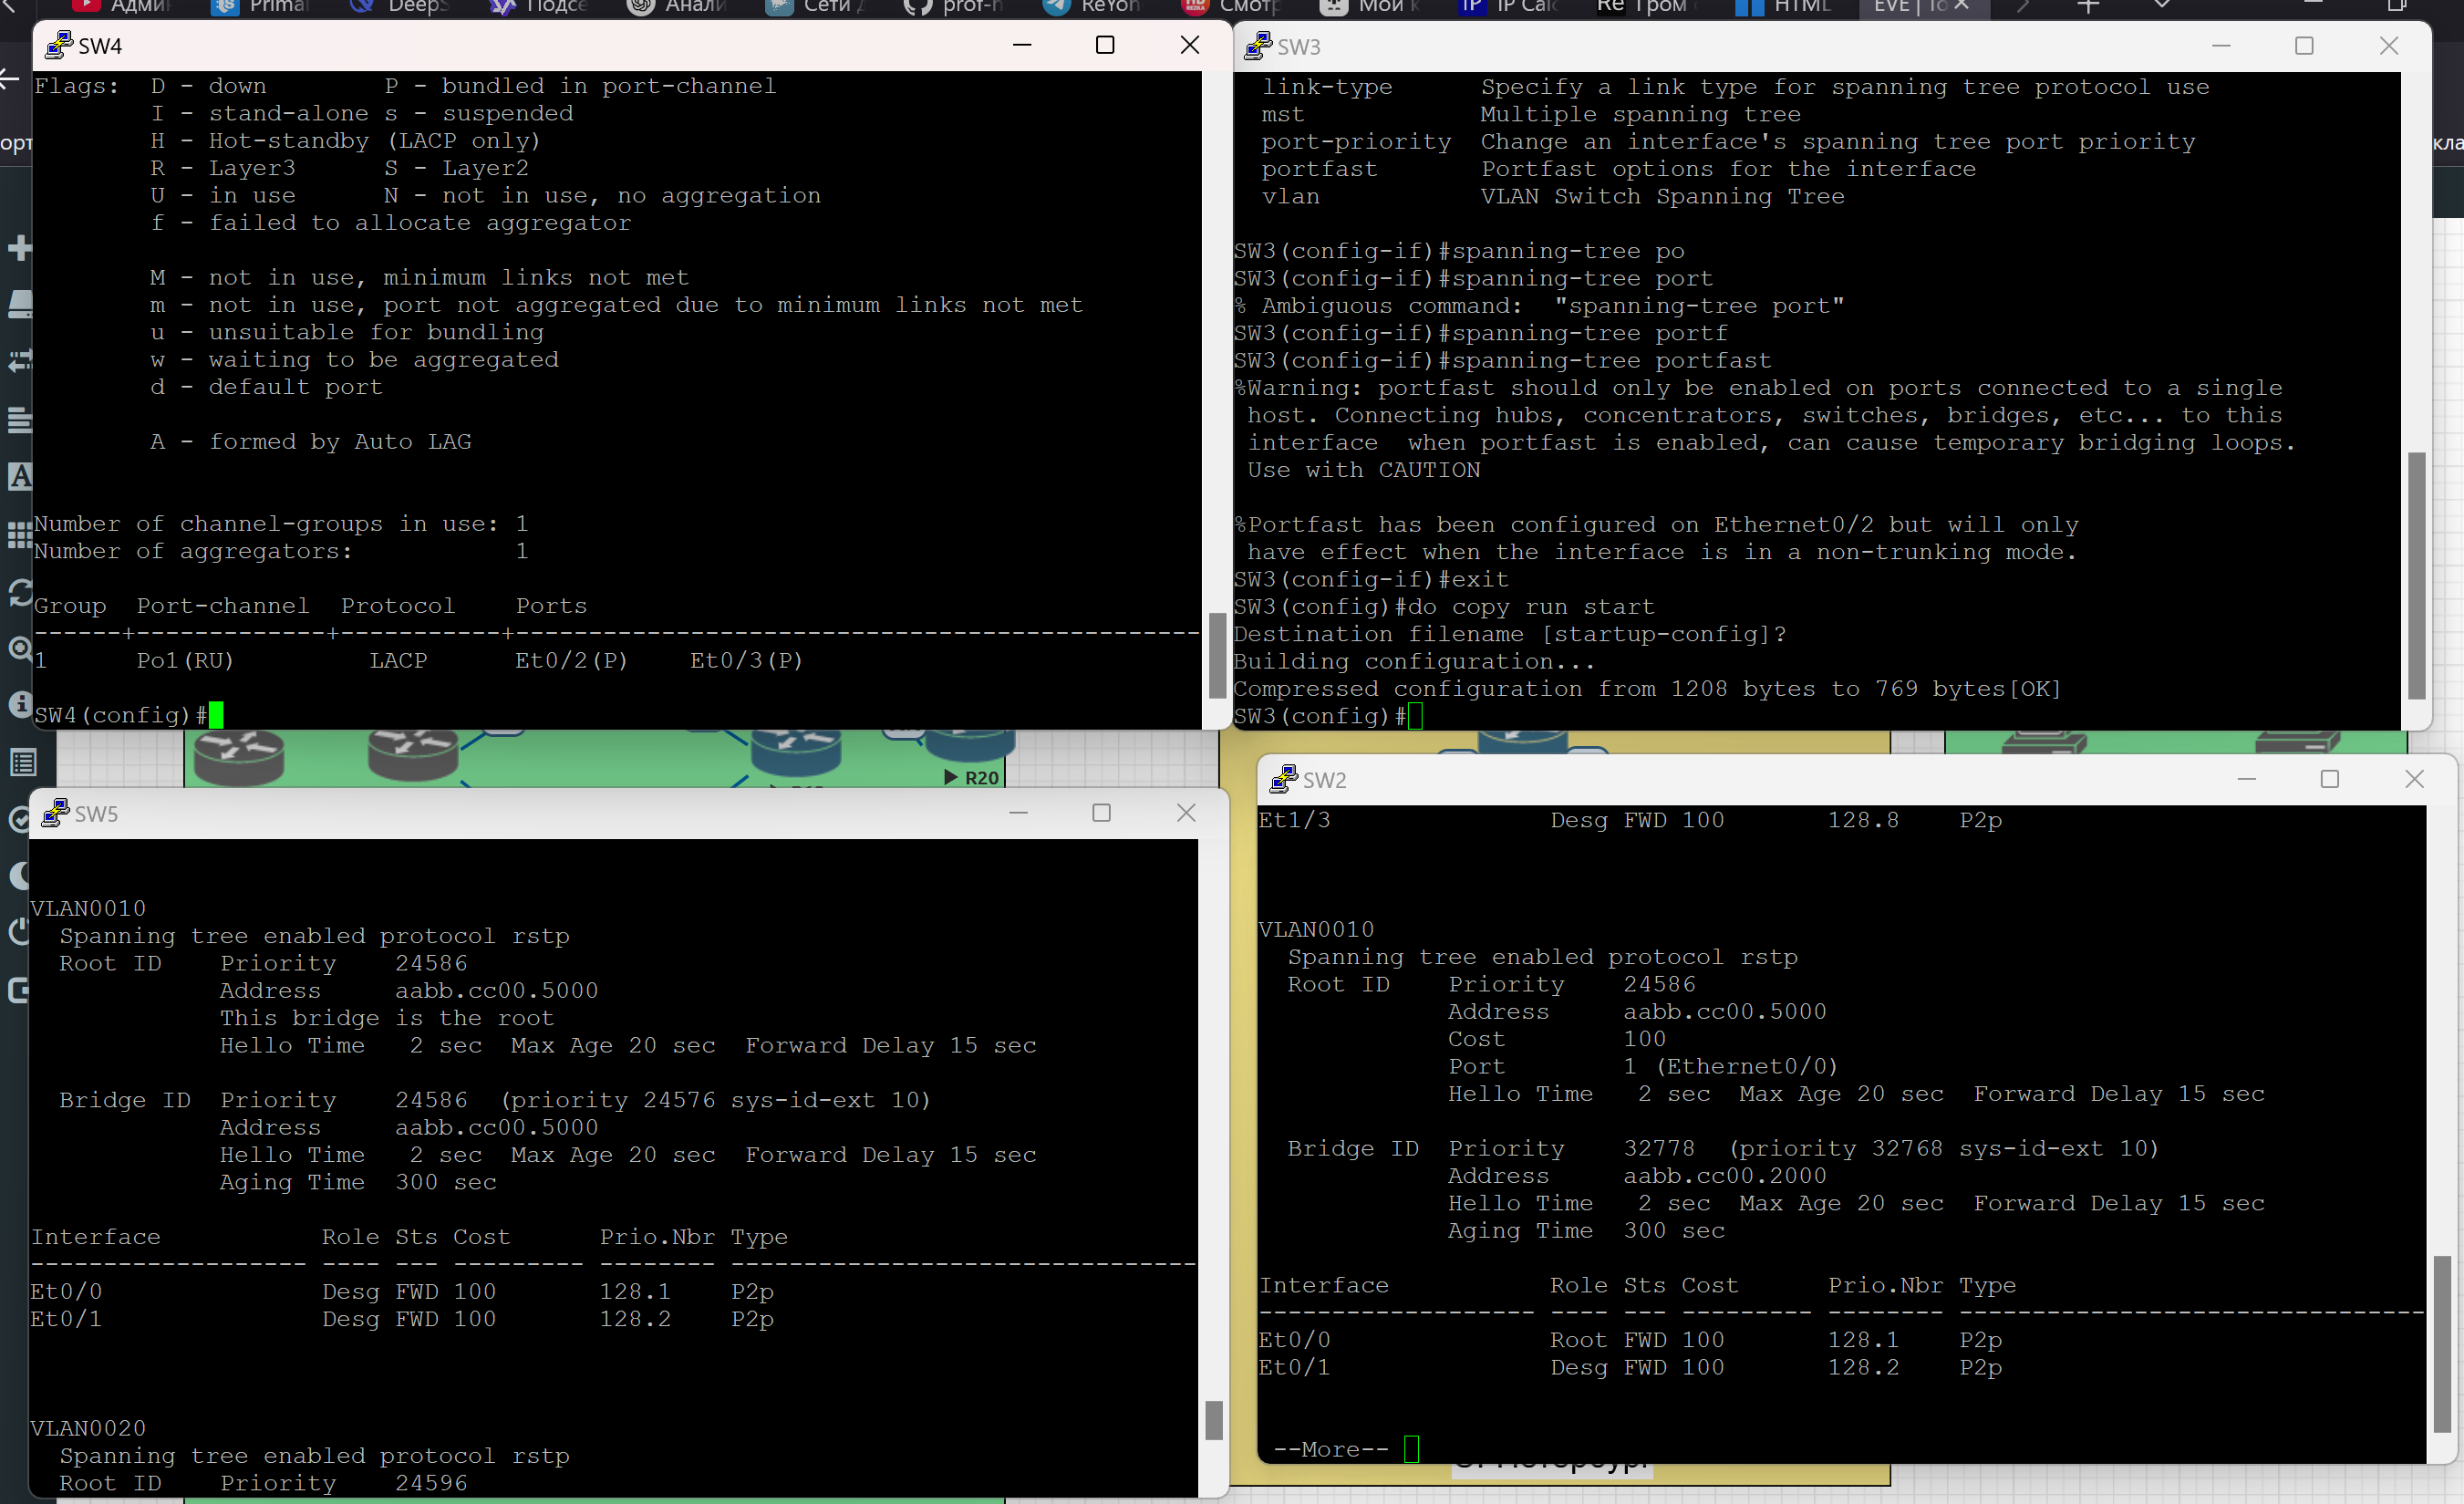 SW4
Flags:  D - down        P - bundled in port-channel
        I - stand-alone s - suspended
        H - Hot-standby (LACP only)
        R - Layer3      S - Layer2
        U - in use      N - not in use, no aggregation
        f - failed to allocate aggregator
        M - not in use, minimum links not met
        m - not in use, port not aggregated due to minimum links not met
        u - unsuitable for bundling
        w - waiting to be aggregated
        d - default port
        A - formed by Auto LAG
Number of channel-groups in use: 1
Number of aggregators:           1
Group  Port-channel  Protocol    Ports
------+-------------+-----------+-----------------------------------------------
1      Po1(RU)         LACP      Et0/2(P)    Et0/3(P)
SW4(config)#
SW3
  link-type      Specify a link type for spanning tree protocol use
  mst            Multiple spanning tree
  port-priority  Change an interface's spanning tree port priority
  portfast       Portfast options for the interface
  vlan           VLAN Switch Spanning Tree
SW3(config-if)#spanning-tree po
SW3(config-if)#spanning-tree port
% Ambiguous command:  "spanning-tree port"
SW3(config-if)#spanning-tree portf
SW3(config-if)#spanning-tree portfast
%Warning: portfast should only be enabled on ports connected to a single
 host. Connecting hubs, concentrators, switches, bridges, etc... to this
 interface  when portfast is enabled, can cause temporary bridging loops.
 Use with CAUTION
%Portfast has been configured on Ethernet0/2 but will only
 have effect when the interface is in a non-trunking mode.
SW3(config-if)#exit
SW3(config)#do copy run start
Destination filename [startup-config]?
Building configuration...
Compressed configuration from 1208 bytes to 769 bytes[OK]
SW3(config)#
R20
SW5
VLAN0010
  Spanning tree enabled protocol rstp
  Root ID    Priority    24586
             Address     aabb.cc00.5000
             This bridge is the root
             Hello Time   2 sec  Max Age 20 sec  Forward Delay 15 sec
  Bridge ID  Priority    24586  (priority 24576 sys-id-ext 10)
             Address     aabb.cc00.5000
             Hello Time   2 sec  Max Age 20 sec  Forward Delay 15 sec
             Aging Time  300 sec
Interface           Role Sts Cost      Prio.Nbr Type
------------------- ---- --- --------- -------- --------------------------------
Et0/0               Desg FWD 100       128.1    P2p
Et0/1               Desg FWD 100       128.2    P2p
VLAN0020
  Spanning tree enabled protocol rstp
  Root ID    Priority    24596
SW2
Et1/3               Desg FWD 100       128.8    P2p
VLAN0010
  Spanning tree enabled protocol rstp
  Root ID    Priority    24586
             Address     aabb.cc00.5000
             Cost        100
             Port        1 (Ethernet0/0)
             Hello Time   2 sec  Max Age 20 sec  Forward Delay 15 sec
  Bridge ID  Priority    32778  (priority 32768 sys-id-ext 10)
             Address     aabb.cc00.2000
             Hello Time   2 sec  Max Age 20 sec  Forward Delay 15 sec
             Aging Time  300 sec
Interface           Role Sts Cost      Prio.Nbr Type
------------------- ---- --- --------- -------- --------------------------------
Et0/0               Root FWD 100       128.1    P2p
Et0/1               Desg FWD 100       128.2    P2p
 --More--